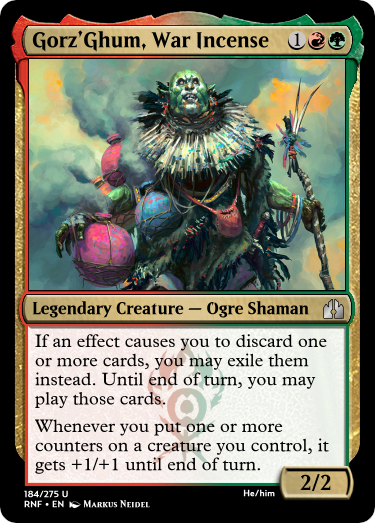 Gorz'Ghum, War Incense 1
Legendary Creature — Ogre Shaman
If an effect causes you to discard one
or more cards, you may exile them
instead. Until end of turn, you may
play those cards.
Whenever you put one or more
counters on a creature you control, it
gets +1/+1 until end of turn.
2/2
184/275 U
He/him
RNF • EN Markus Neidel